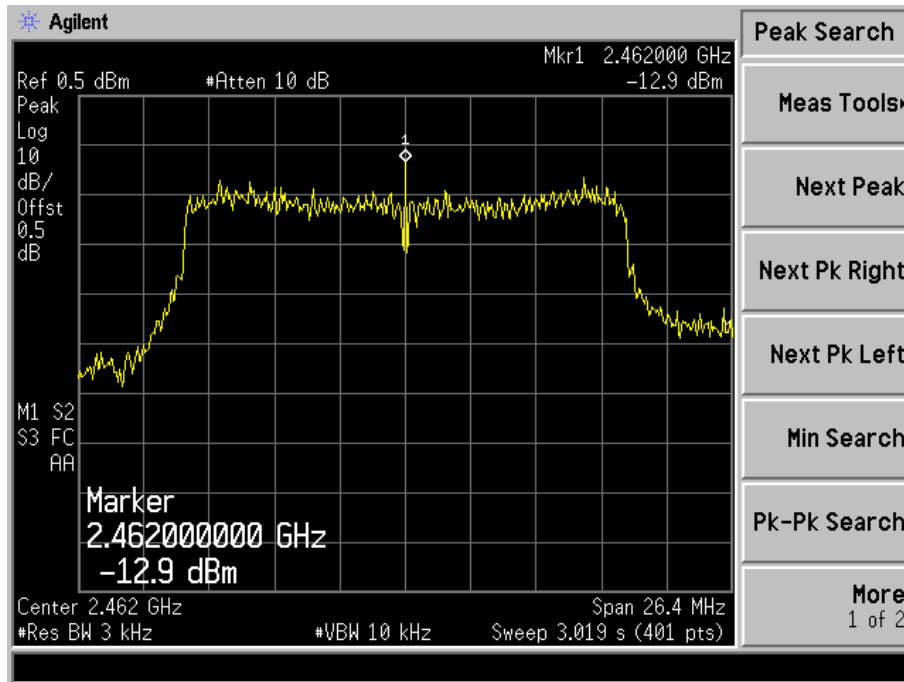 Agilent
Peak Search
Mkr1 2.462000 GHz
Ref 0.5 dBm #Atten 10 dB -12.9 dBm
Peak
Log
10
dB/
Offst
0.5
dB
1
M1 S2
S3 FC
AA
Marker
2.462000000 GHz
-12.9 dBm
Center 2.462 GHz Span 26.4 MHz
#Res BW 3 kHz #VBW 10 kHz Sweep 3.019 s (401 pts)
Meas Tools
Next Peak
Next Pk Right
Next Pk Left
Min Search
Pk-Pk Search
More
1 of 2